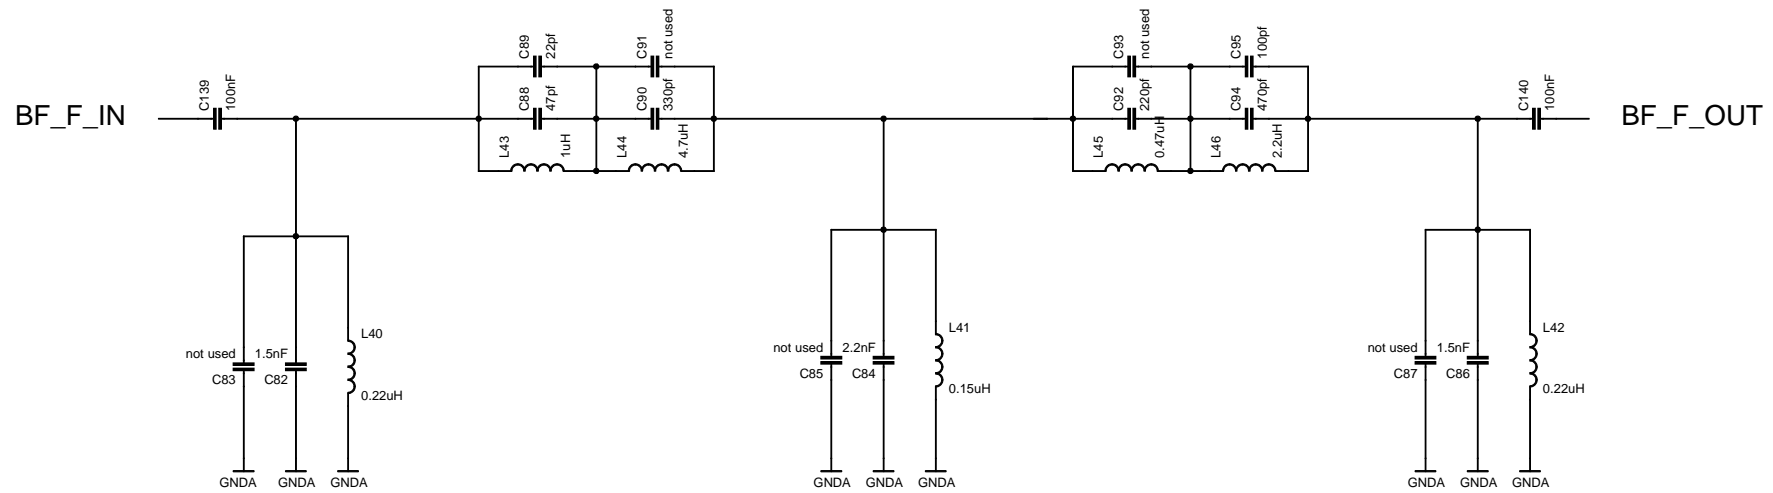 BF_F_IN
C139
100nF
C89
22pf
C91
not used
C88
47pf
C90
330pf
L43
1uH
L44
4.7uH
C93
not used
C95
100pf
C92
220pf
C94
470pf
L45
0.47uH
L46
2.2uH
C140
100nF
BF_F_OUT
not used
C83
1.5nF
C82
L40
0.22uH
GNDA GNDA GNDA
not used
C85
2.2nF
C84
L41
0.15uH
GNDA GNDA GNDA
not used
C87
1.5nF
C86
L42
0.22uH
GNDA GNDA GNDA